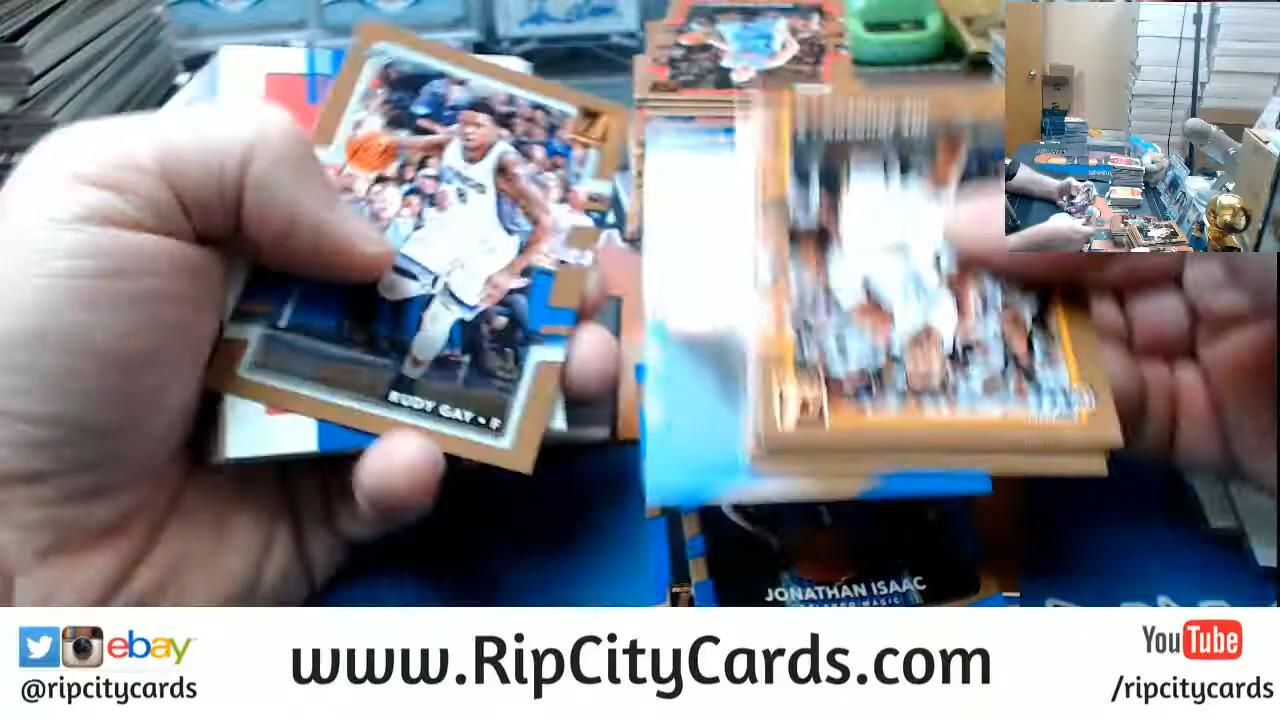 RUDY GAY • F
JONATHAN ISAAC
ebay
@ripcitycards
www.RipCityCards.com
YouTube
/ripcitycards